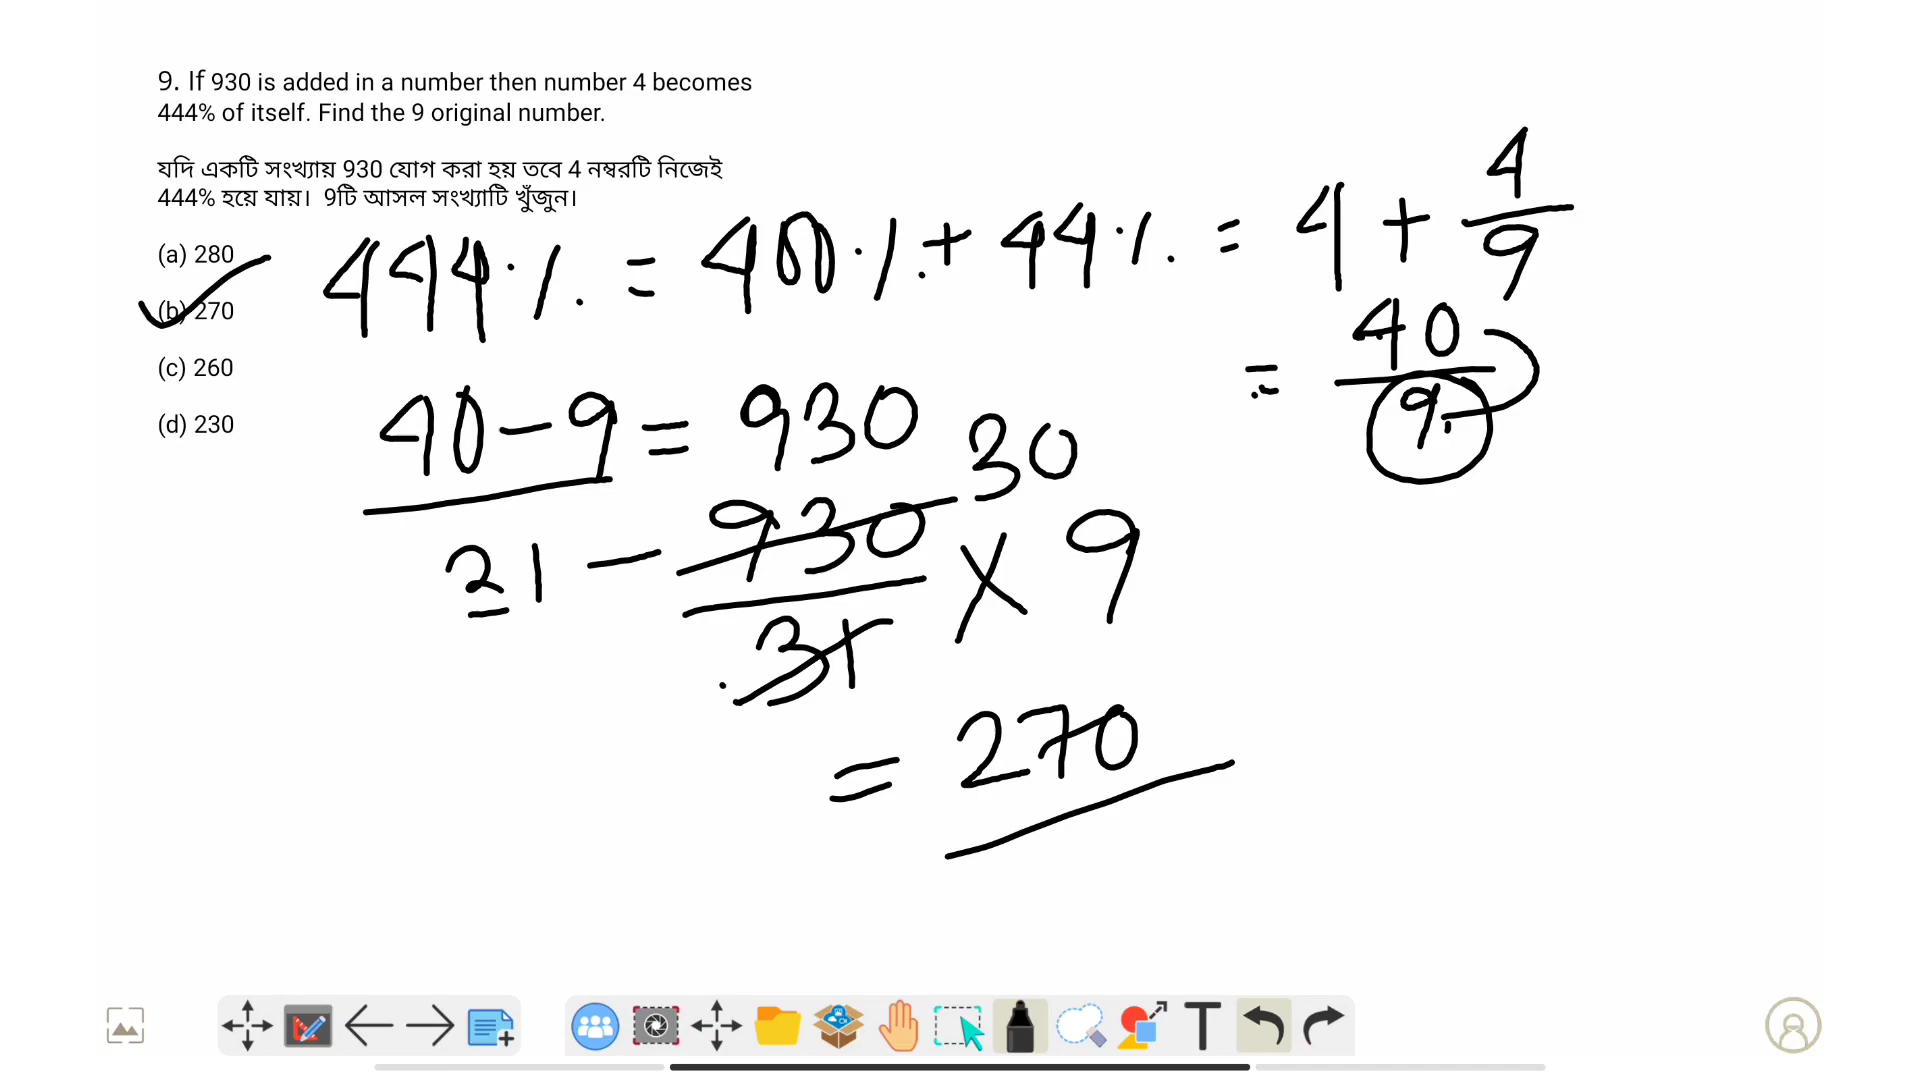 9. If 930 is added in a number then number 4 becomes
444% of itself. Find the 9 original number.
যদি একটি সংখ্যায় 930 যোগ করা হয় তবে 4 নম্বরটি নিজেই
444% হয়ে যায়। 9টি আসল সংখ্যাটি খুঁজুন।
(a) 280
(b) 270
(c) 260
(d) 230
444% = 400% + 44% = 4 + 4/9
= 40/9
40 - 9 = 930
31 - 930/31 × 9
30
= 270
T